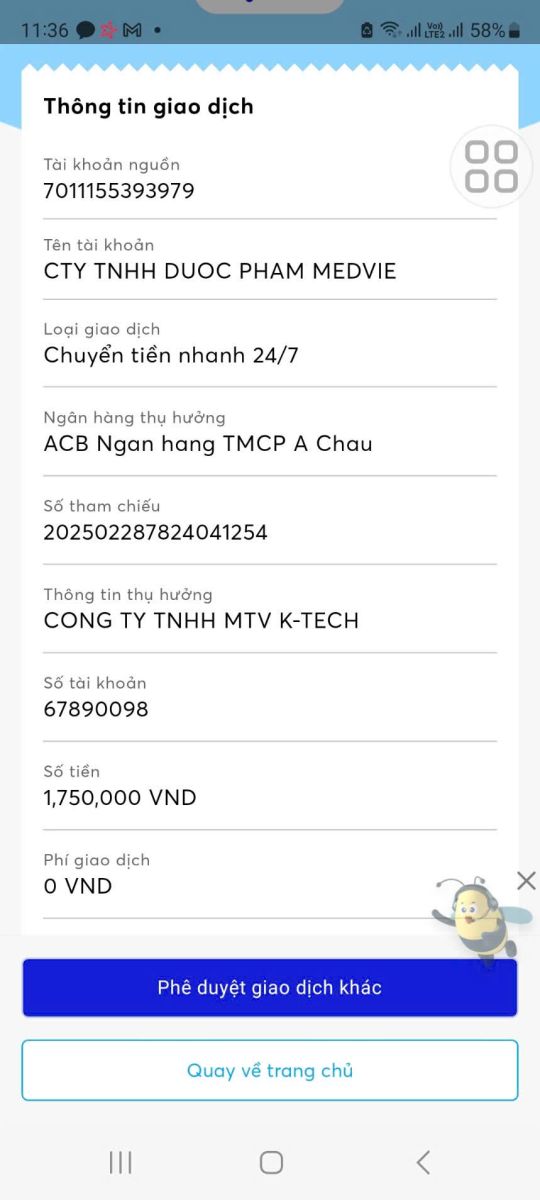 11:36
Vo))
LTE2
58%
Thông tin giao dịch
Tài khoản nguồn
7011155393979
Tên tài khoản
CTY TNHH DUOC PHAM MEDVIE
Loại giao dịch
Chuyển tiền nhanh 24/7
Ngân hàng thụ hưởng
ACB Ngan hang TMCP A Chau
Số tham chiếu
202502287824041254
Thông tin thụ hưởng
CONG TY TNHH MTV K-TECH
Số tài khoản
67890098
Số tiền
1,750,000 VND
Phí giao dịch
0 VND
Phê duyệt giao dịch khác
Quay về trang chủ